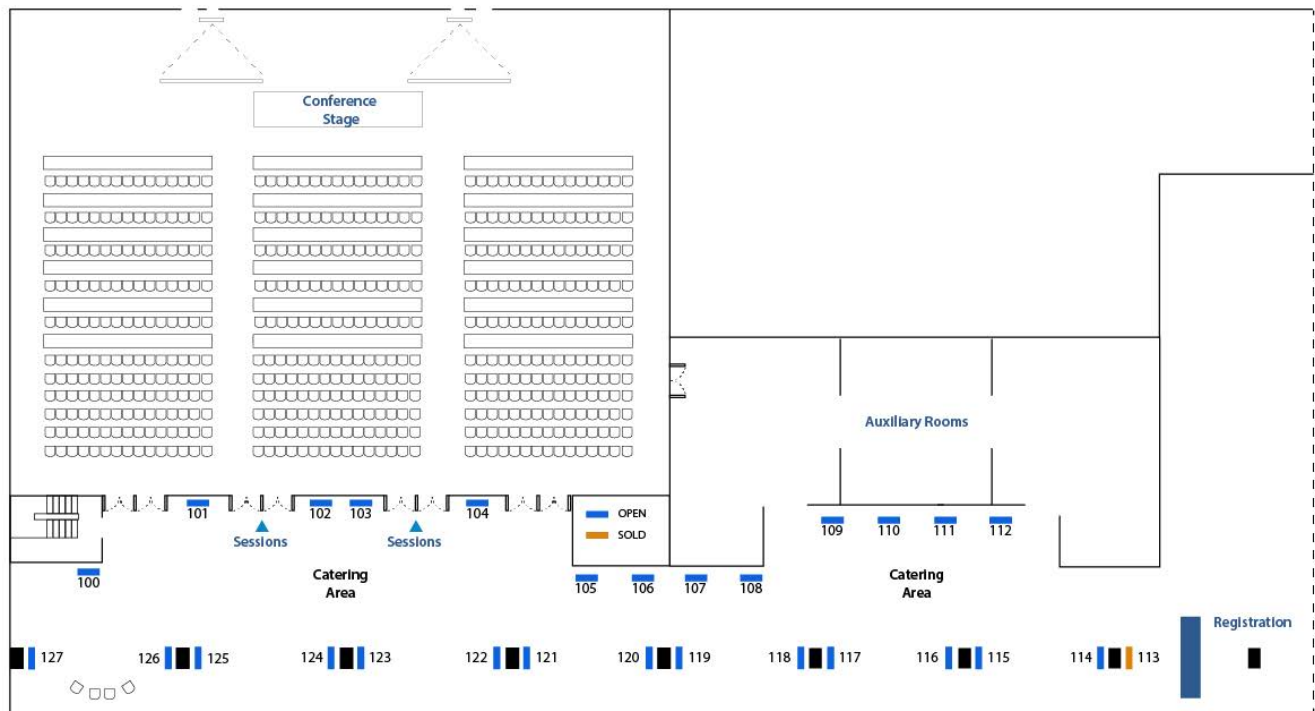 Conference
Stage
Auxiliary Rooms
101
102
103
104
OPEN
SOLD
109
110
111
112
Sessions
Sessions
100
Catering
Area
105
106
107
108
Catering
Area
Registration
127
126
125
124
123
122
121
120
119
118
117
116
115
114
113